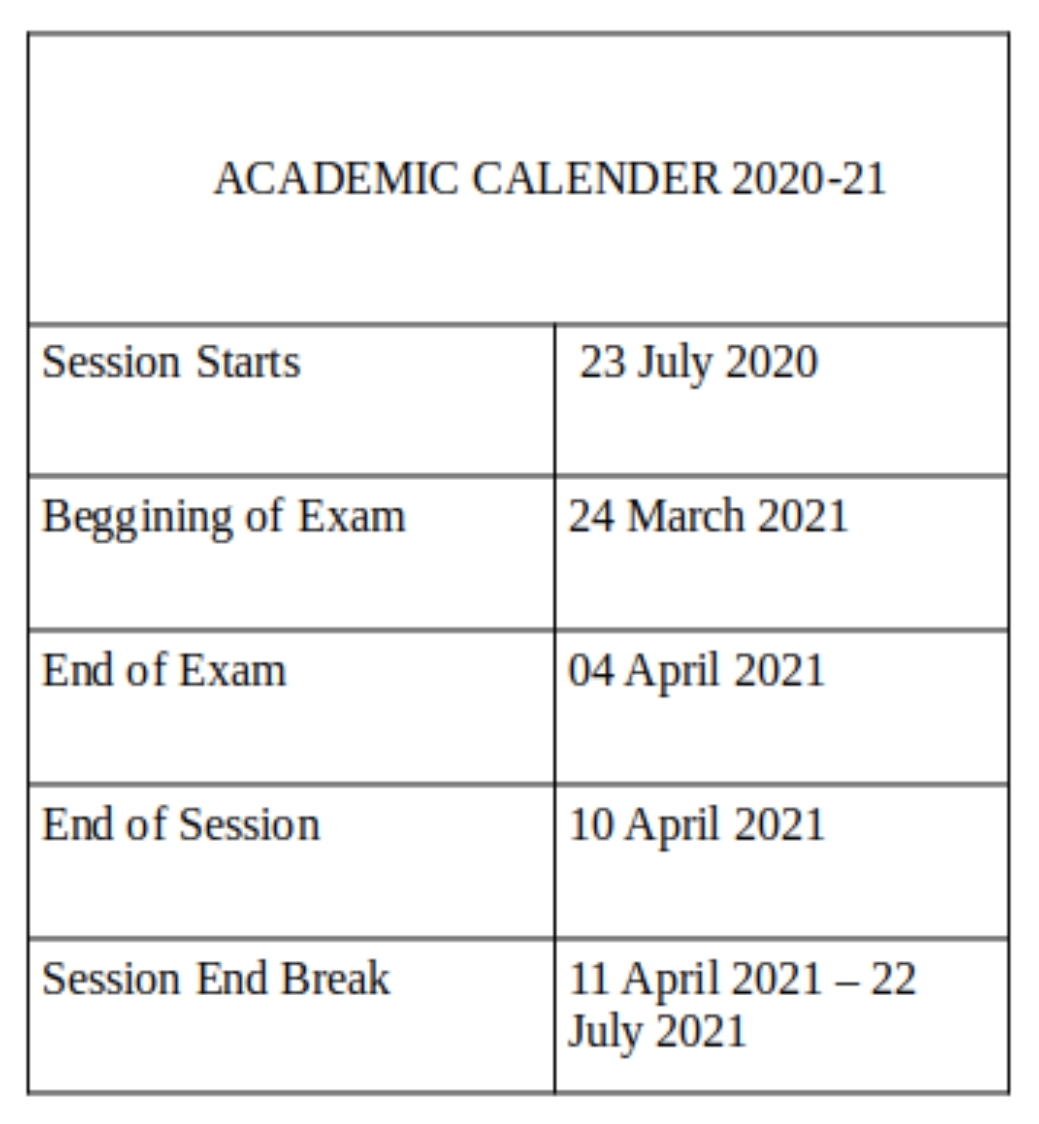 ACADEMIC CALENDER 2020-21
Session Starts 23 July 2020
Beggining of Exam 24 March 2021
End of Exam 04 April 2021
End of Session 10 April 2021
Session End Break 11 April 2021 – 22
July 2021